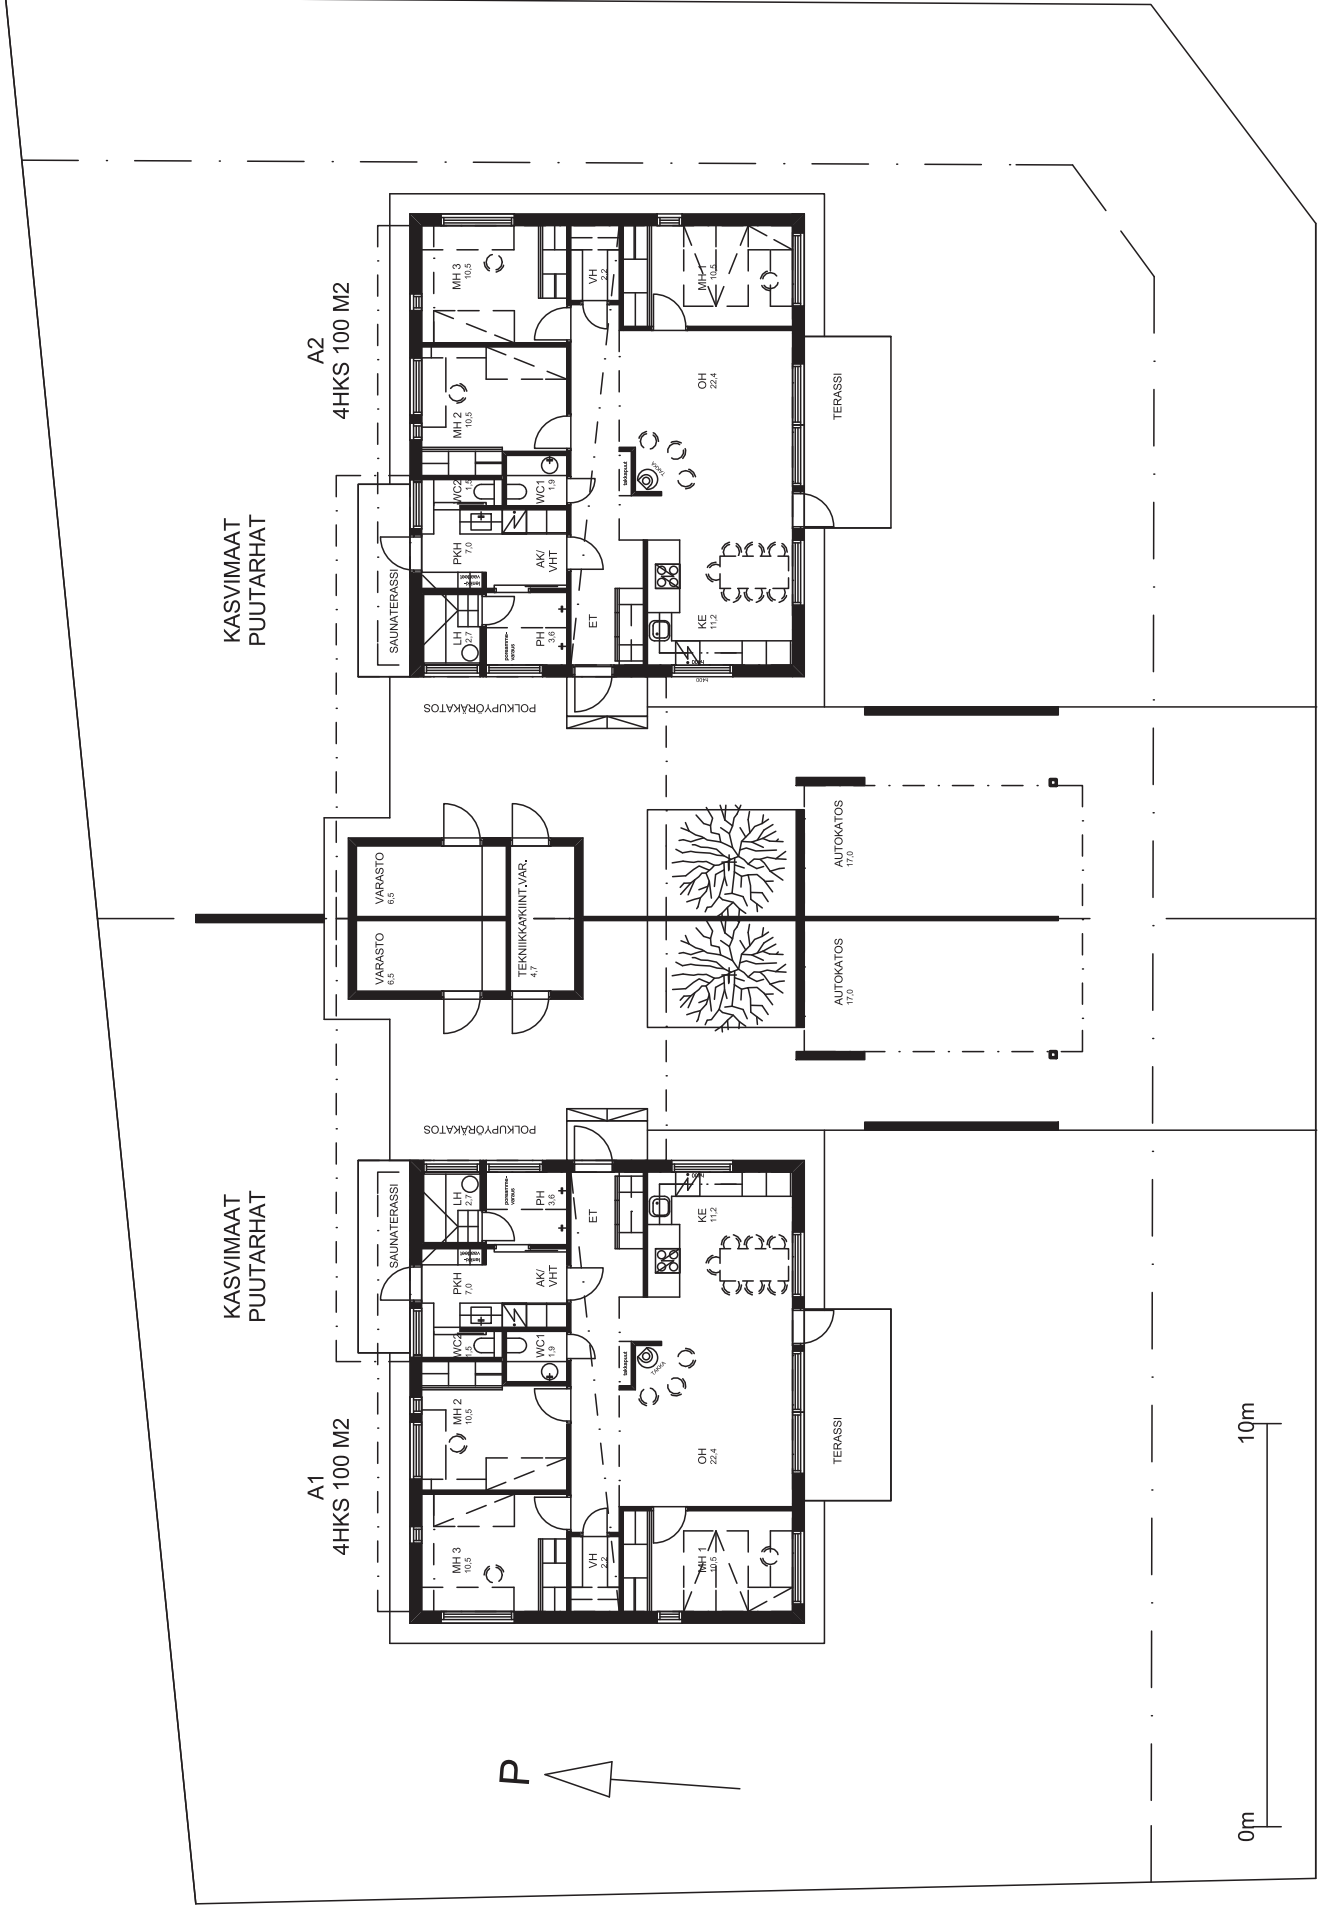 KASVIMAAT
PUUTARHAT
KASVIMAAT
PUUTARHAT
A1
4HKS 100 M2
A2
4HKS 100 M2
SAUNATERASSI
MH 3
10,5
MH 2
10,5
WC2
1,5
PKH
7,0
LH
2,7
WC1
1,9
AK/
VHT
PH
3,6
VH
2,2
ET
takkapuut
TAKKA
MH 1
10,5
OH
22,4
KE
11,2
TERASSI
POLKUPYÖRÄKATOS
VARASTO
6,5
VARASTO
6,5
TEKNIIKKA/KIINT.VAR.
4,7
AUTOKATOS
17,0
AUTOKATOS
17,0
POLKUPYÖRÄKATOS
SAUNATERASSI
LH
2,7
PKH
7,0
WC2
1,5
MH 2
10,5
MH 3
10,5
PH
3,6
AK/
VHT
WC1
1,9
ET
VH
2,2
takkapuut
TAKKA
KE
11,2
h400
OH
22,4
MH 1
10,5
TERASSI
P
0m
10m